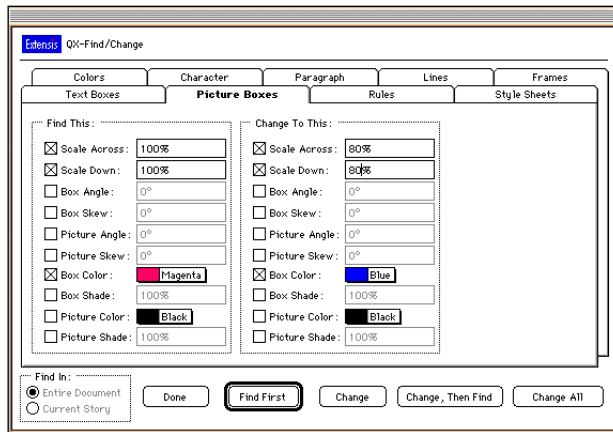 Extensis QX-Find/Change
Colors Character Paragraph Lines Frames
Text Boxes Picture Boxes Rules Style Sheets
Find This: Change To This:
Scale Across: 100% Scale Across: 80%
Scale Down: 100% Scale Down: 80%
Box Angle: 0° Box Angle: 0°
Box Skew: 0° Box Skew: 0°
Picture Angle: 0° Picture Angle: 0°
Picture Skew: 0° Picture Skew: 0°
Box Color: Magenta Box Color: Blue
Box Shade: 100% Box Shade: 100%
Picture Color: Black Picture Color: Black
Picture Shade: 100% Picture Shade: 100%
Find In:
Entire Document
Current Story
Done Find First Change Change, Then Find Change All